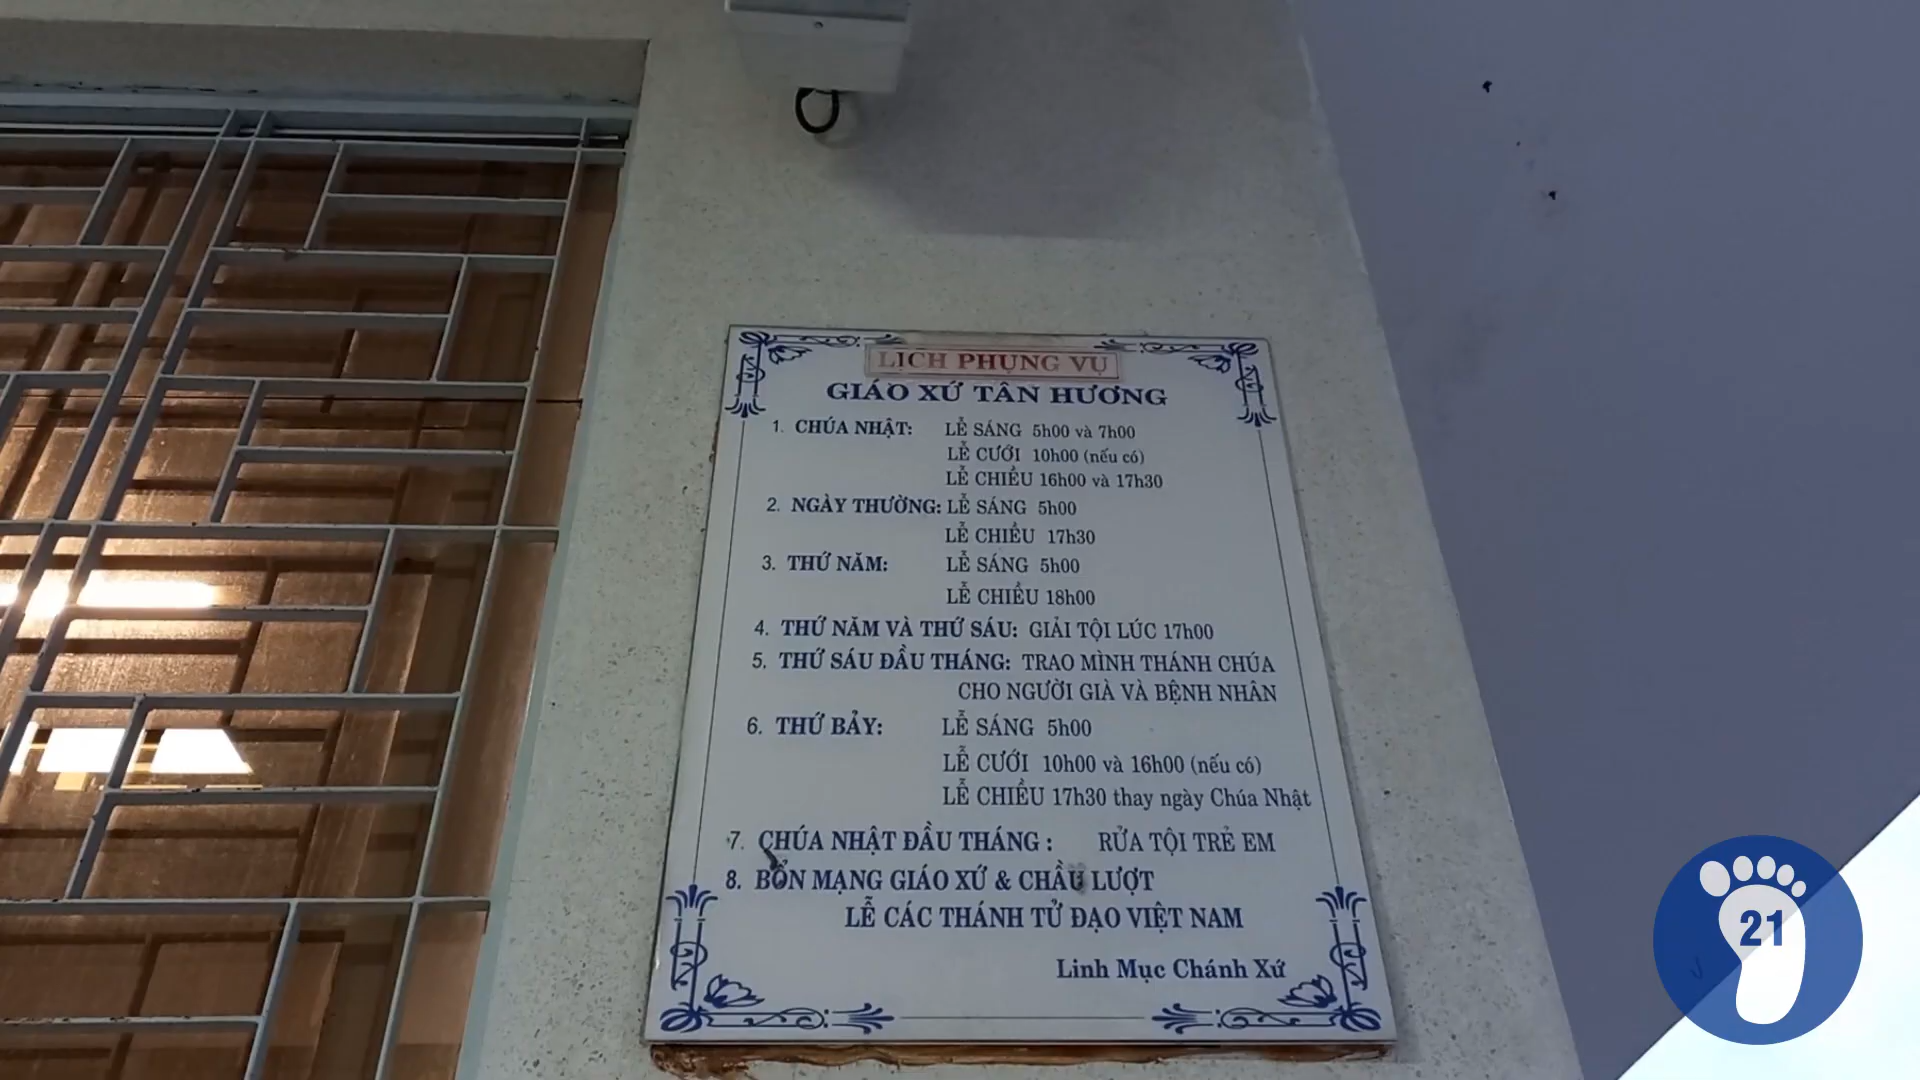 LỊCH PHỤNG VỤ
GIÁO XỨ TÂN HƯƠNG
1. CHÚA NHẬT: LỄ SÁNG 5h00 và 7h00
LỄ CƯỚI 10h00 (nếu có)
LỄ CHIỀU 16h00 và 17h30
2. NGÀY THƯỜNG: LỄ SÁNG 5h00
LỄ CHIỀU 17h30
3. THỨ NĂM: LỄ SÁNG 5h00
LỄ CHIỀU 18h00
4. THỨ NĂM VÀ THỨ SÁU: GIẢI TỘI LÚC 17h00
5. THỨ SÁU ĐẦU THÁNG: TRAO MÌNH THÁNH CHÚA
CHO NGƯỜI GIÀ VÀ BỆNH NHÂN
6. THỨ BẢY: LỄ SÁNG 5h00
LỄ CƯỚI 10h00 và 16h00 (nếu có)
LỄ CHIỀU 17h30 thay ngày Chúa Nhật
7. CHÚA NHẬT ĐẦU THÁNG : RỬA TỘI TRẺ EM
8. BỔN MẠNG GIÁO XỨ & CHẦU LƯỢT
LỄ CÁC THÁNH TỬ ĐẠO VIỆT NAM
Linh Mục Chánh Xứ
21